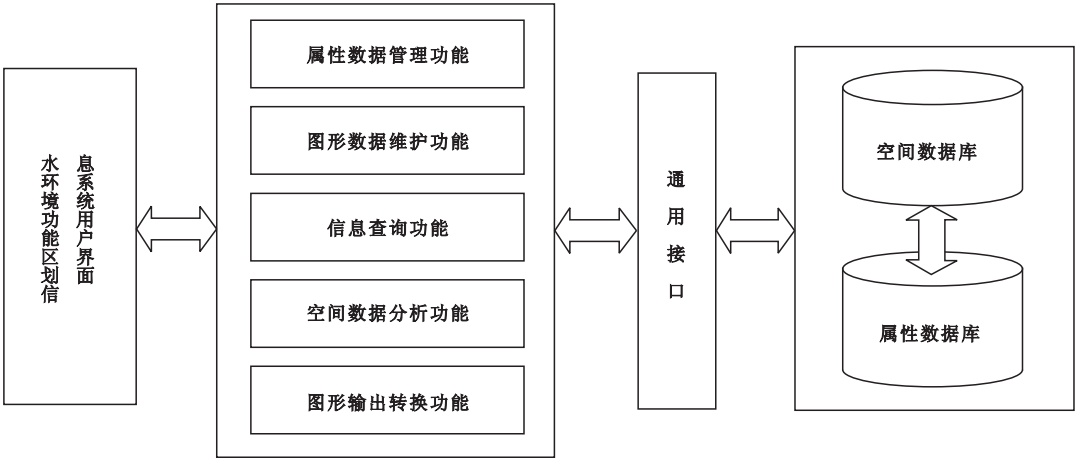 水环境功能区划信
息系统用户界面
属性数据管理功能
图形数据维护功能
信息查询功能
空间数据分析功能
图形输出转换功能
通用接口
空间数据库
属性数据库